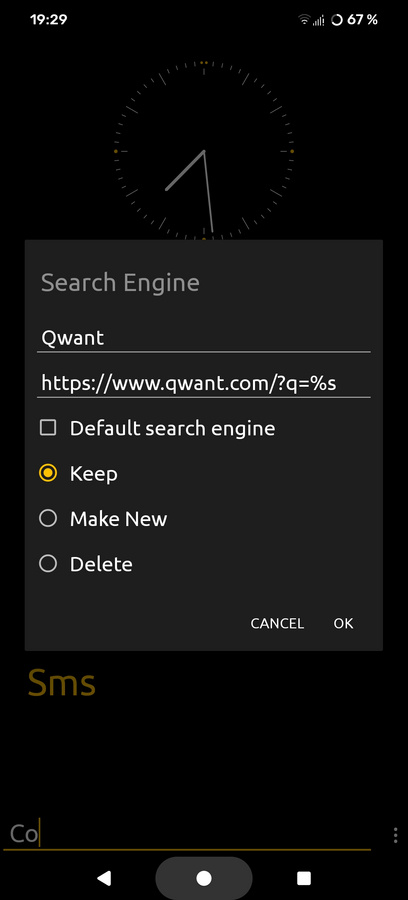 19:29
67 %
Search Engine
Qwant
https://www.qwant.com/?q=%s
Default search engine
Keep
Make New
Delete
CANCEL OK
Sms
Co